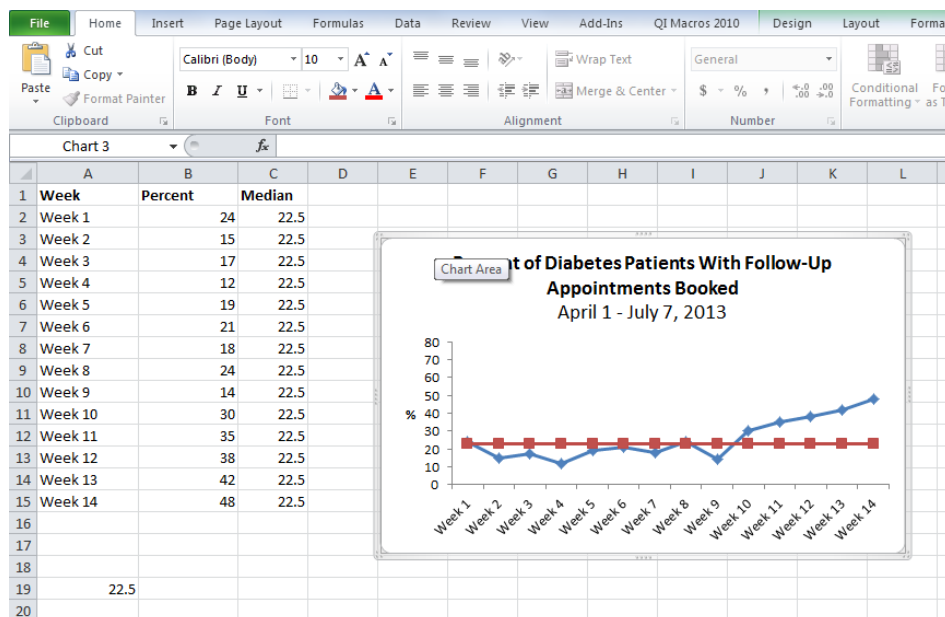 File Home Insert Page Layout Formulas Data Review View Add-Ins QI Macros 2010 Design Layout Forma
Cut
Copy
Format Painter
Paste
Clipboard
Calibri (Body) 10 A A
B I U A
Font
Wrap Text
Merge & Center
Alignment
General
$ % , .0 .00 .00 .0
Number
Conditional Fo
Formatting as T
Chart 3 fx
A B C D E F G H I J K L
1 Week Percent Median
2 Week 1 24 22.5
3 Week 2 15 22.5
4 Week 3 17 22.5
5 Week 4 12 22.5
6 Week 5 19 22.5
7 Week 6 21 22.5
8 Week 7 18 22.5
9 Week 8 24 22.5
10 Week 9 14 22.5
11 Week 10 30 22.5
12 Week 11 35 22.5
13 Week 12 38 22.5
14 Week 13 42 22.5
15 Week 14 48 22.5
16
17
18
19 22.5
20
Chart Area
of Diabetes Patients With Follow-Up
Appointments Booked
April 1 - July 7, 2013
80
70
60
50
% 40
30
20
10
0
Week 1 Week 2 Week 3 Week 4 Week 5 Week 6 Week 7 Week 8 Week 9 Week 10 Week 11 Week 12 Week 13 Week 14